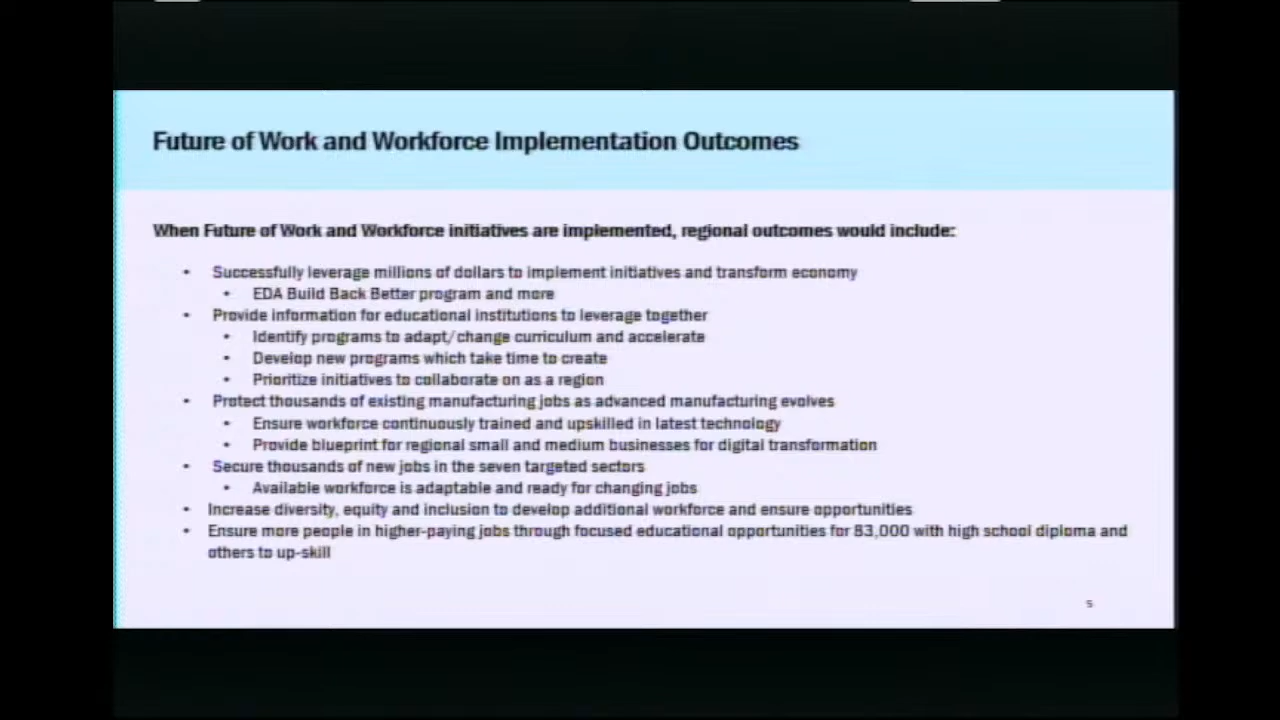 Future of Work and Workforce Implementation Outcomes
When Future of Work and Workforce initiatives are implemented, regional outcomes would include:
• Successfully leverage millions of dollars to implement initiatives and transform economy
• EDA Build Back Better program and more
• Provide information for educational institutions to leverage together
• Identify programs to adapt/change curriculum and accelerate
• Develop new programs which take time to create
• Prioritize initiatives to collaborate on as a region
• Protect thousands of existing manufacturing jobs as advanced manufacturing evolves
• Ensure workforce continuously trained and upskilled in latest technology
• Provide blueprint for regional small and medium businesses for digital transformation
• Secure thousands of new jobs in the seven targeted sectors
• Available workforce is adaptable and ready for changing jobs
• Increase diversity, equity and inclusion to develop additional workforce and ensure opportunities
• Ensure more people in higher-paying jobs through focused educational opportunities for 83,000 with high school diploma and
others to up-skill
5